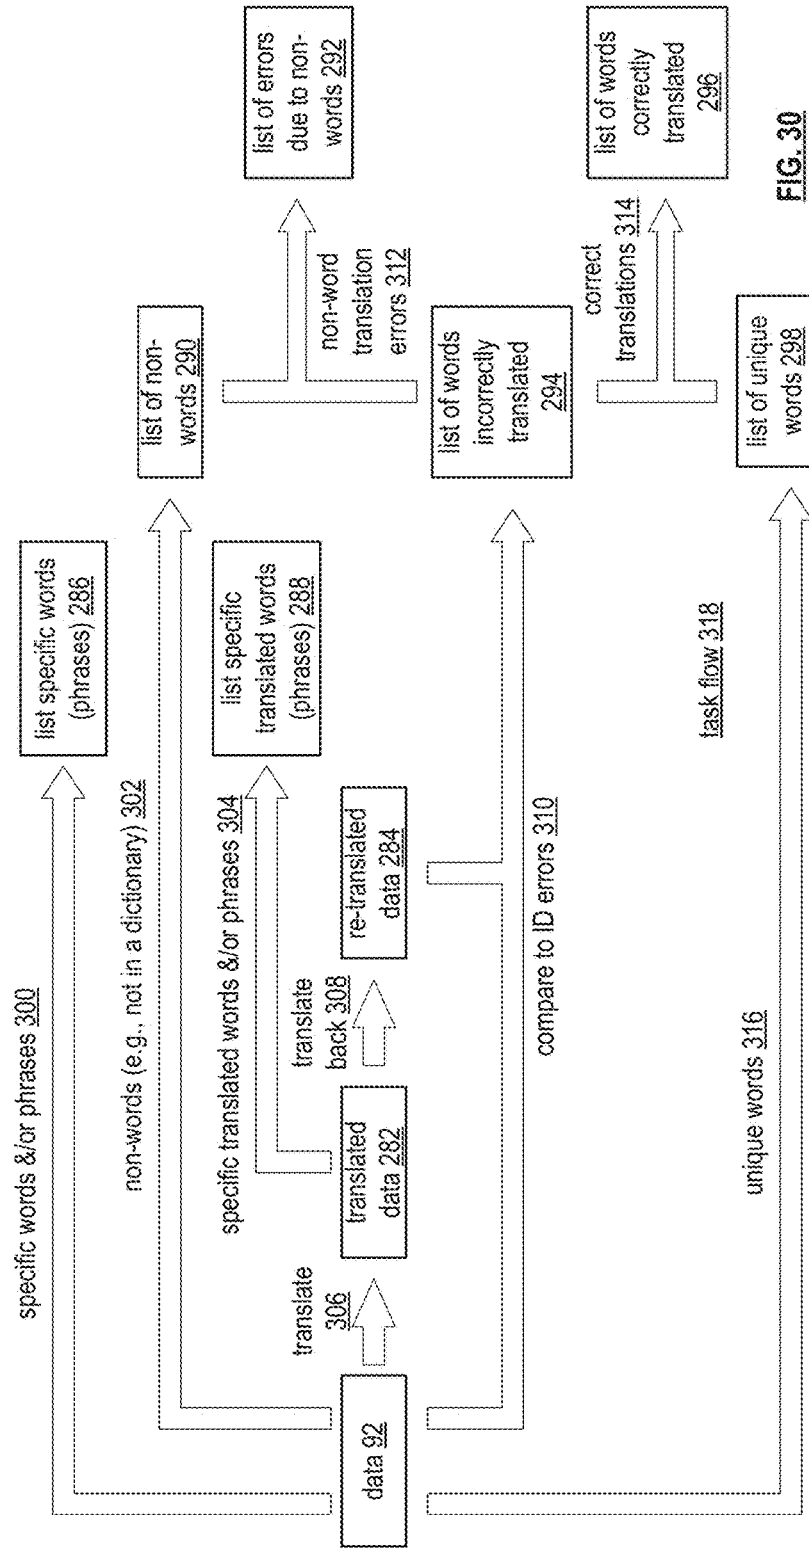 specific words &/or phrases 300
list specific words
(phrases) 286
non-words (e.g., not in a dictionary) 302
list of non-
words 290
specific translated words &/or phrases 304
list specific
translated words
(phrases) 288
list of errors
due to non-
words 292
non-word
translation
errors 312
data 92
translate
306
translated
data 282
translate
back 308
re-translated
data 284
compare to ID errors 310
list of words
incorrectly
translated
294
correct
translations 314
list of words
correctly
translated
296
task flow 318
unique words 316
list of unique
words 298
FIG. 30